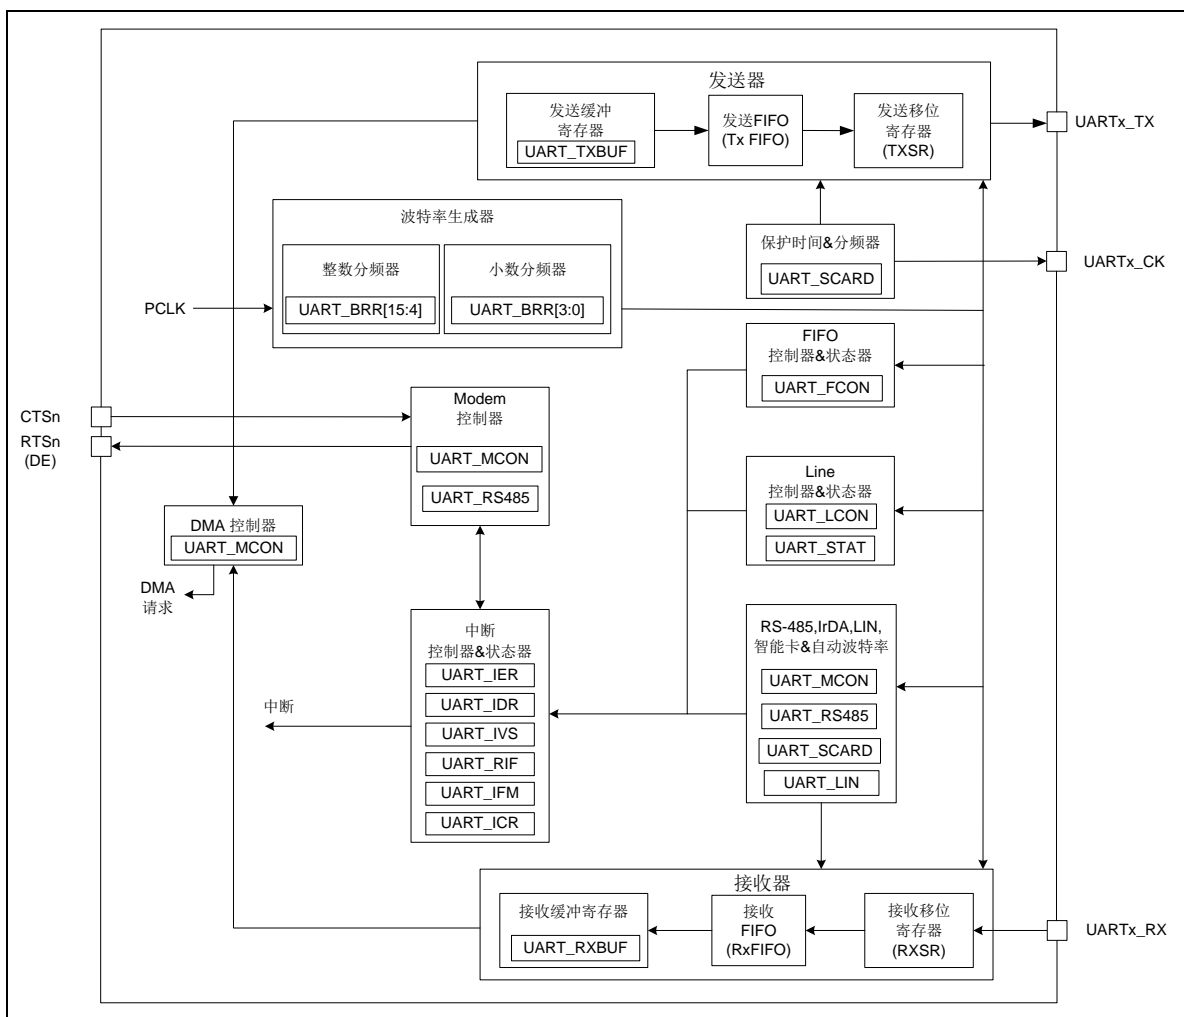 发送器
发送缓冲
寄存器
UART_TXBUF
发送FIFO
(Tx FIFO)
发送移位
寄存器
(TXSR)
UARTx_TX
波特率生成器
整数分频器
UART_BRR[15:4]
小数分频器
UART_BRR[3:0]
PCLK
保护时间&分频器
UART_SCARD
UARTx_CK
FIFO
控制器&状态器
UART_FCON
CTSn
RTSn
(DE)
Modem
控制器
UART_MCON
UART_RS485
Line
控制器&状态器
UART_LCON
UART_STAT
DMA 控制器
UART_MCON
DMA
请求
中断
控制器&状态器
UART_IER
UART_IDR
UART_IVS
UART_RIF
UART_IFM
UART_ICR
中断
RS-485,IrDA,LIN,
智能卡&自动波特率
UART_MCON
UART_RS485
UART_SCARD
UART_LIN
接收器
接收缓冲寄存器
UART_RXBUF
接收
FIFO
(RxFIFO)
接收移位
寄存器
(RXSR)
UARTx_RX